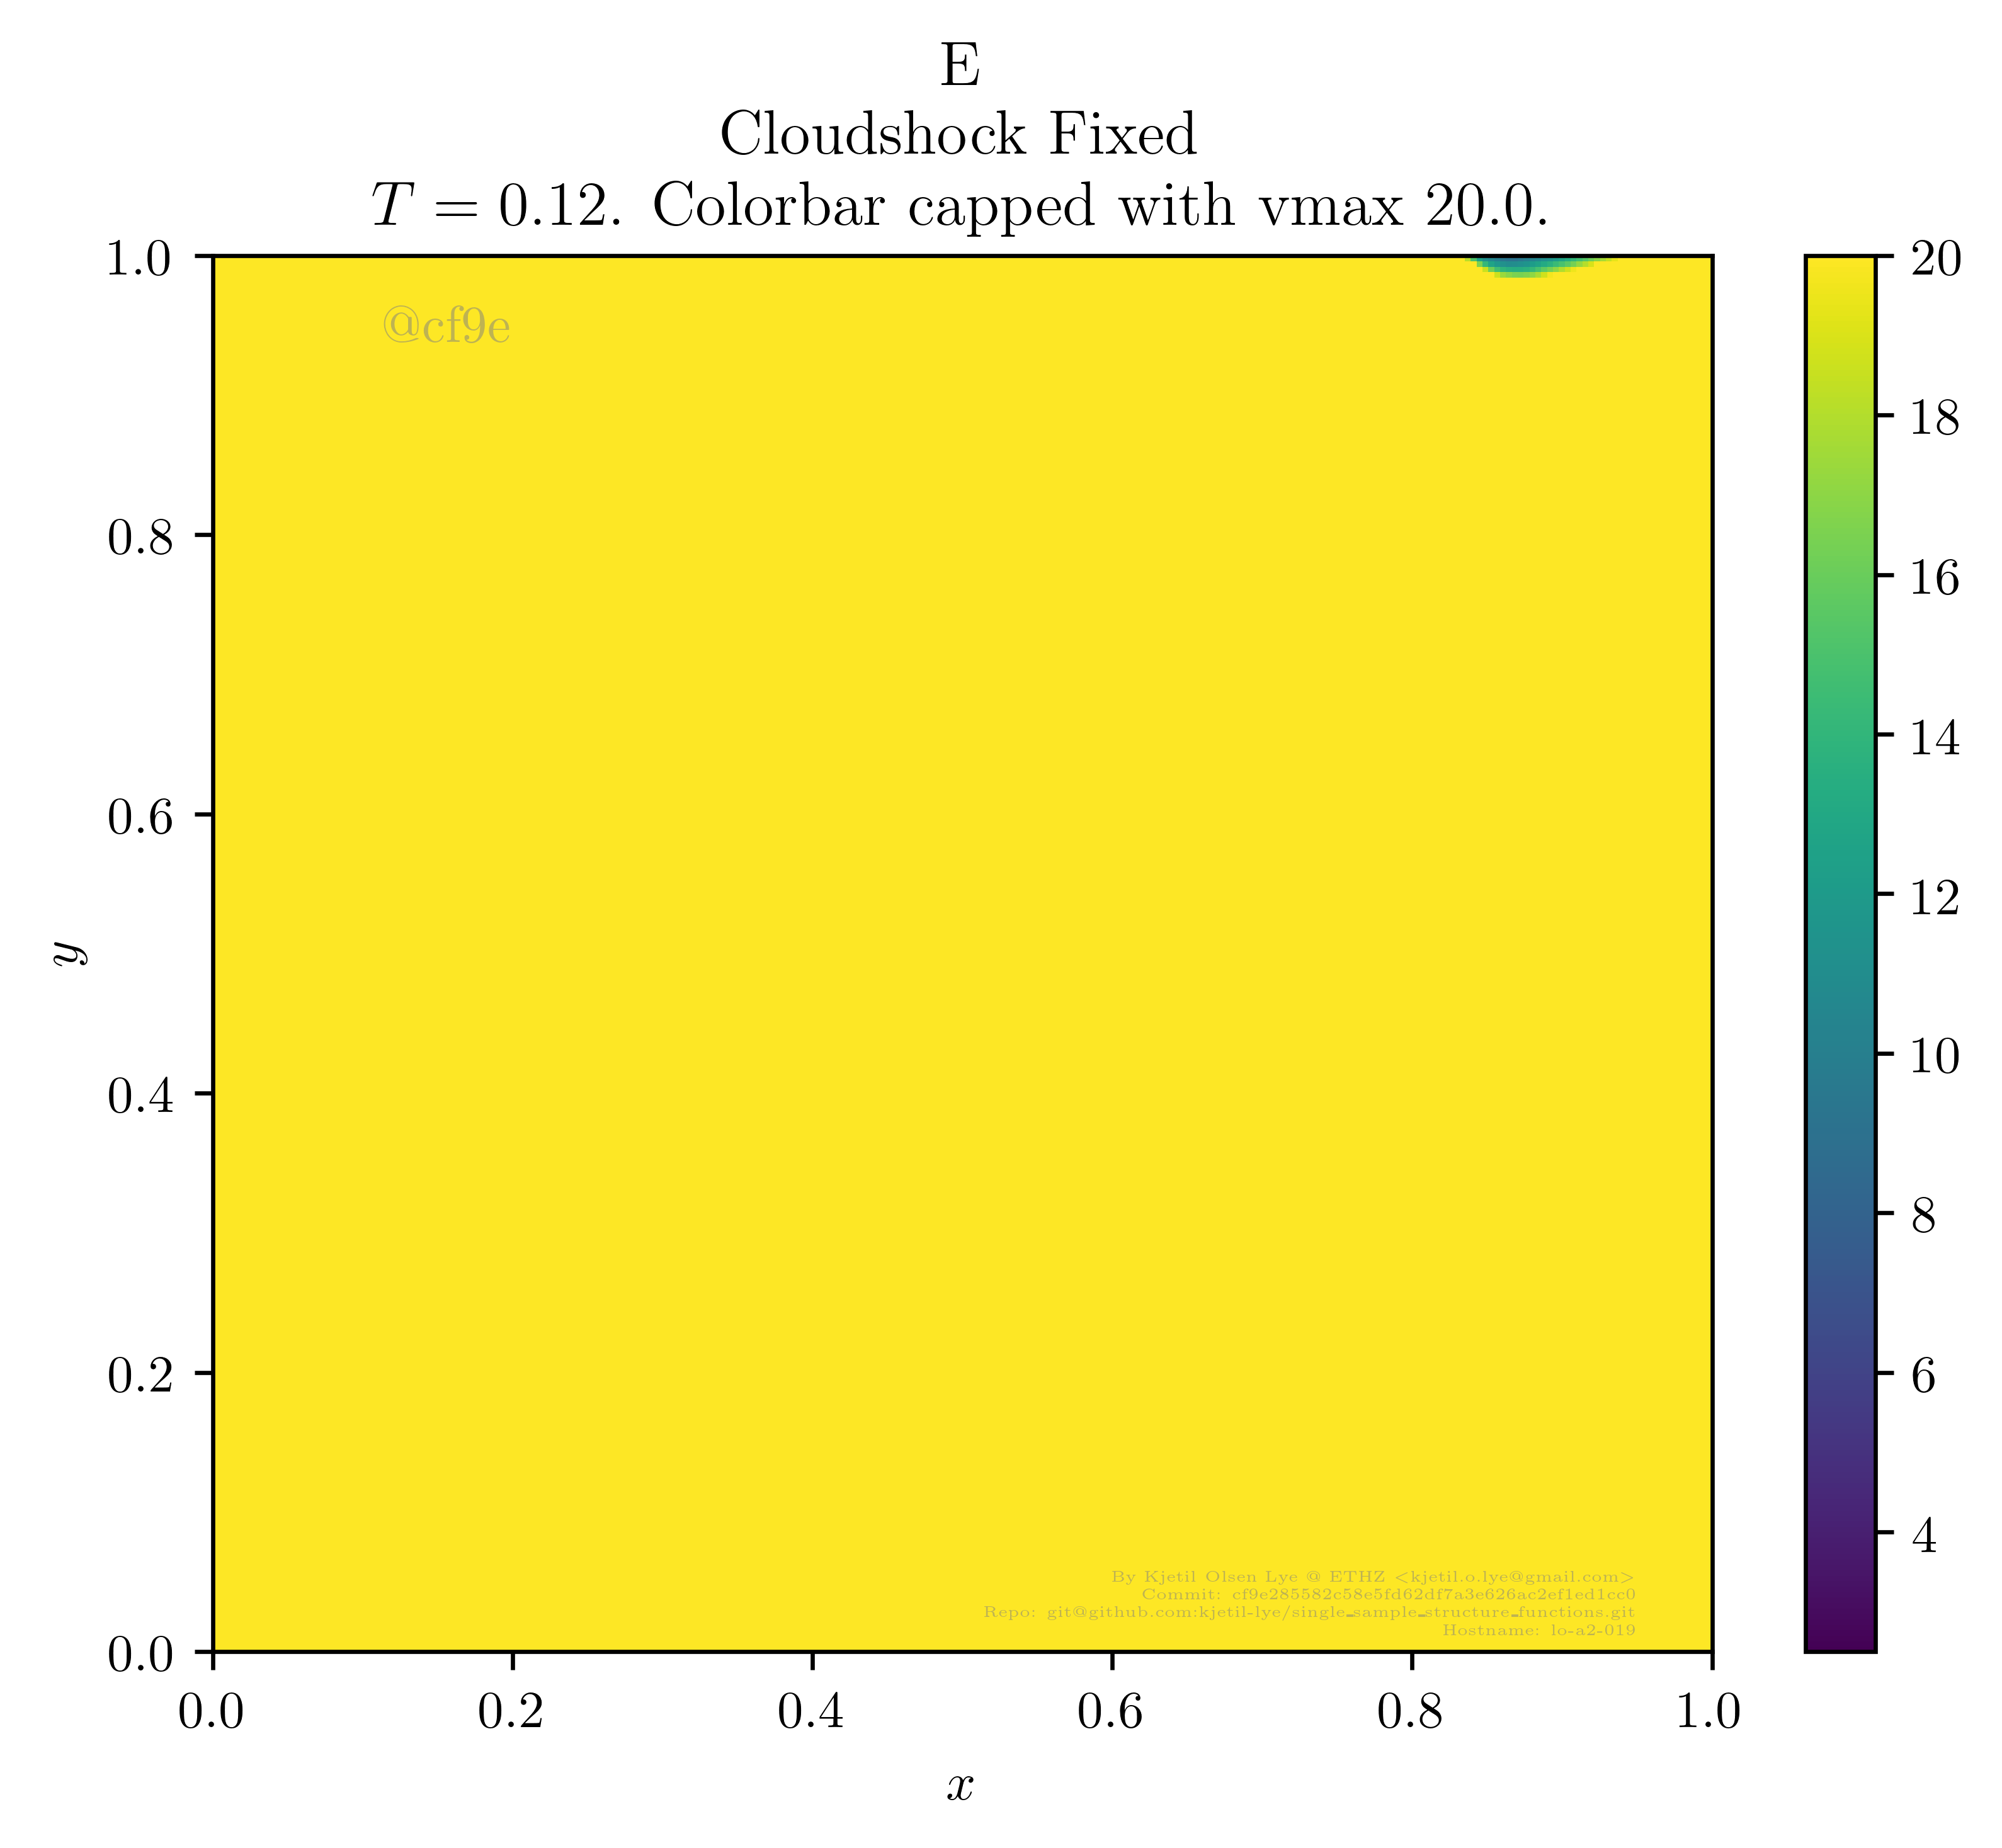 E
Cloudshock Fixed
T = 0.12. Colorbar capped with vmax 20.0.
1.0
0.8
0.6
0.4
0.2
0.0
y
@cf9e
By Kjetil Olsen Lye @ ETHZ <kjetil.o.lye@gmail.com>
Commit: cf9e285582c58e5fd62df7a3e626ac2ef1ed1cc0
Repo: git@github.com:kjetil-lye/single_sample_structure_functions.git
Hostname: lo-a2-019
0.0 0.2 0.4 0.6 0.8 1.0
x
20
18
16
14
12
10
8
6
4